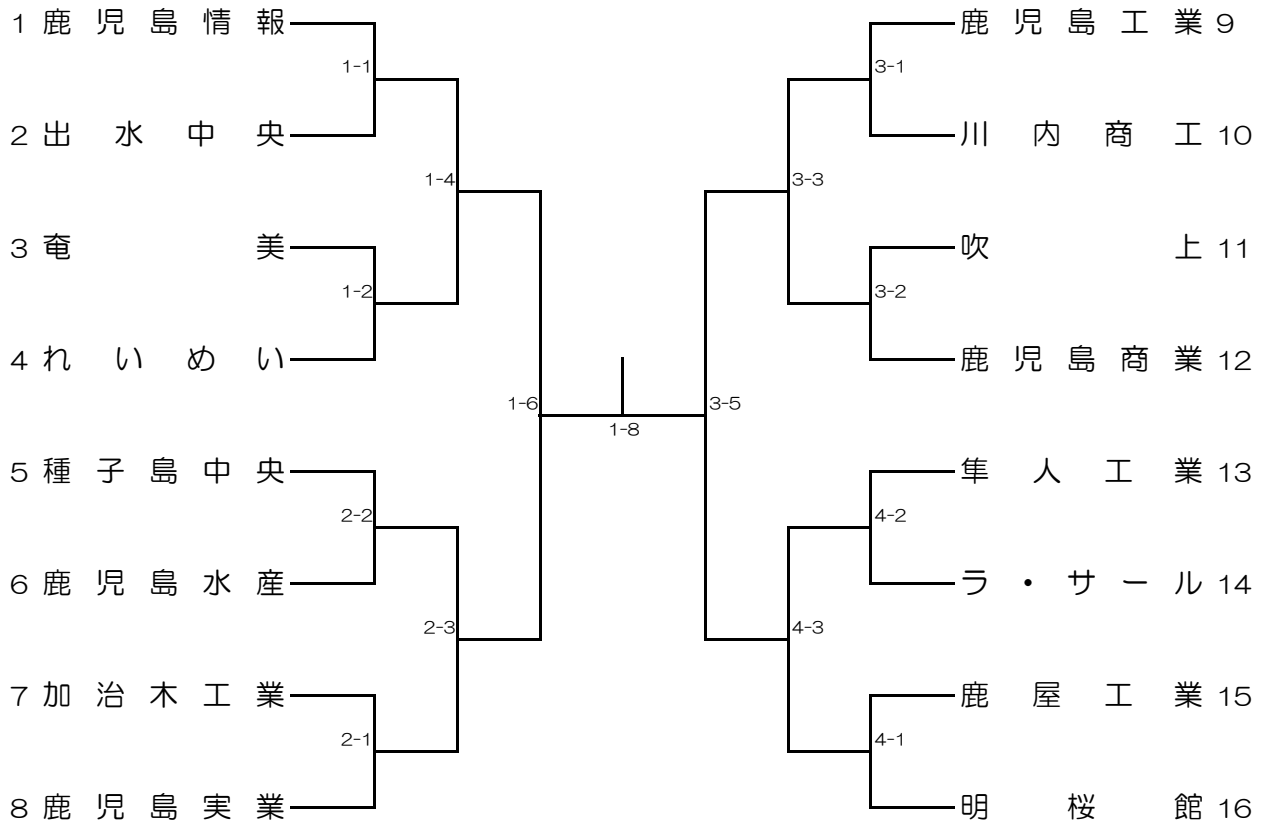 1 鹿児島情報
鹿児島工業 9
1-1
3-1
2 出水中央
川内商工 10
1-4
3-3
3 奄美
吹上 11
1-2
3-2
4 れいめい
鹿児島商業 12
1-6
3-5
1-8
5 種子島中央
隼人工業 13
2-2
4-2
6 鹿児島水産
ラ・サール 14
2-3
4-3
7 加治木工業
鹿屋工業 15
2-1
4-1
8 鹿児島実業
明桜館 16